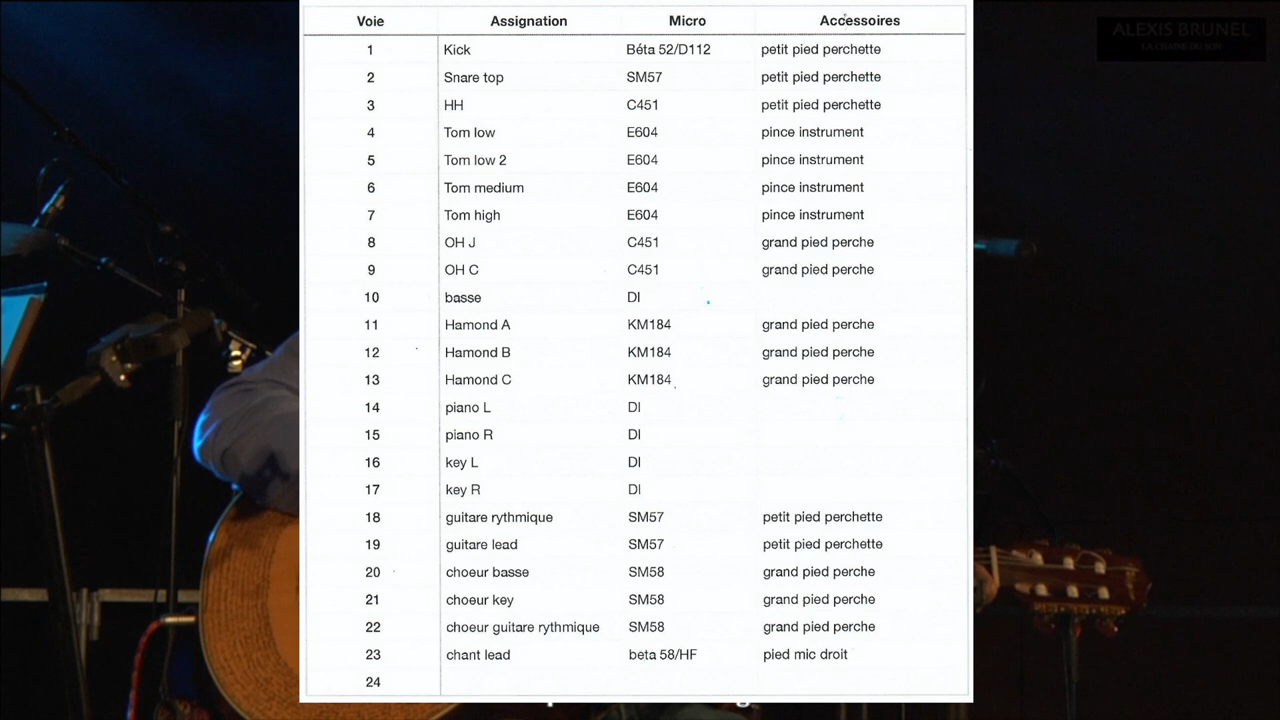 ALEXIS BRUNEL
LA CHAINE DU SON
Voie Assignation Micro Accessoires
1 Kick Béta 52/D112 petit pied perchette
2 Snare top SM57 petit pied perchette
3 HH C451 petit pied perchette
4 Tom low E604 pince instrument
5 Tom low 2 E604 pince instrument
6 Tom medium E604 pince instrument
7 Tom high E604 pince instrument
8 OH J C451 grand pied perche
9 OH C C451 grand pied perche
10 basse DI
11 Hamond A KM184 grand pied perche
12 Hamond B KM184 grand pied perche
13 Hamond C KM184 grand pied perche
14 piano L DI
15 piano R DI
16 key L DI
17 key R DI
18 guitare rythmique SM57 petit pied perchette
19 guitare lead SM57 petit pied perchette
20 choeur basse SM58 grand pied perche
21 choeur key SM58 grand pied perche
22 choeur guitare rythmique SM58 grand pied perche
23 chant lead beta 58/HF pied mic droit
24